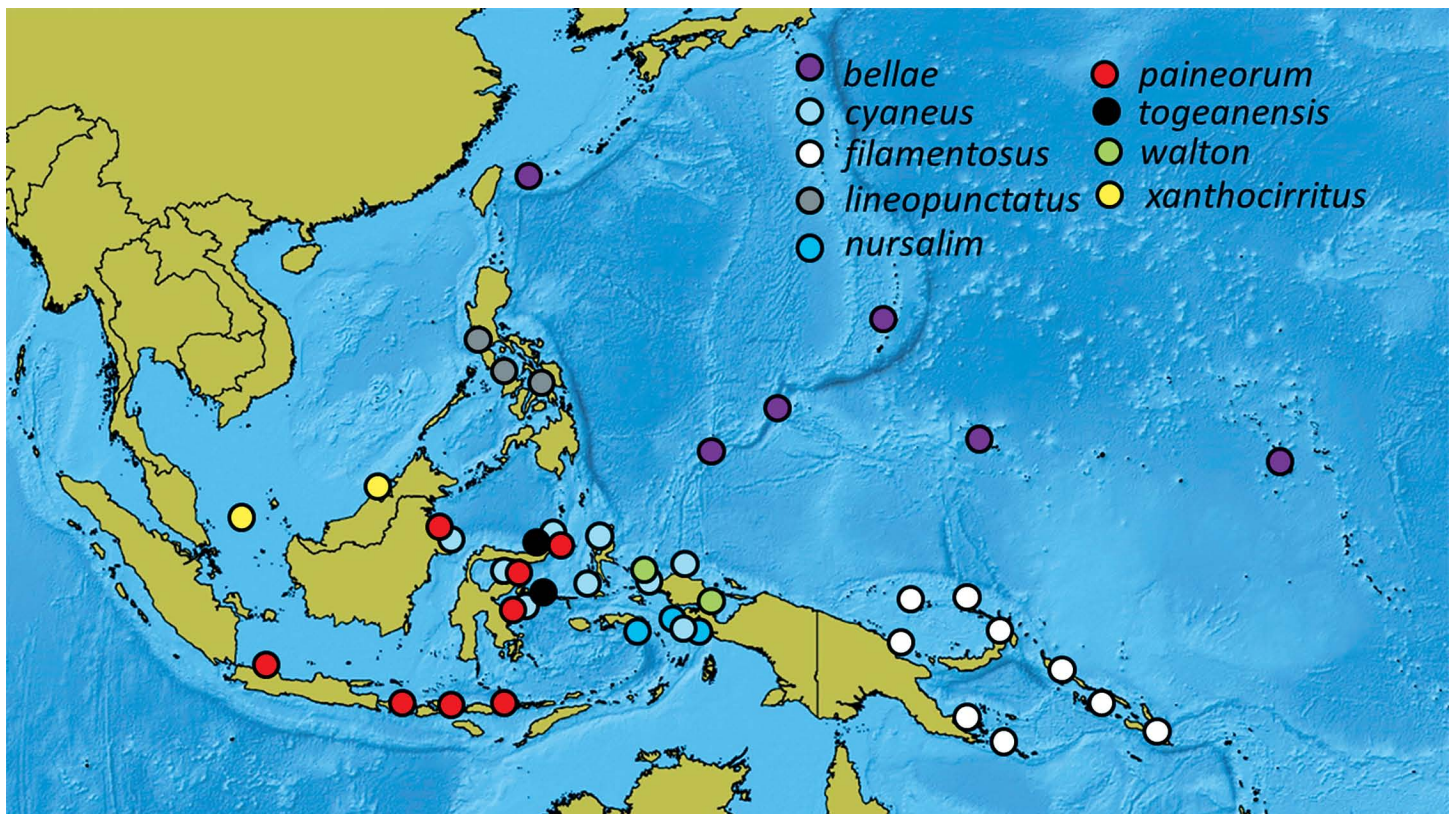 bellae
cyaneus
filamentosus
lineopunctatus
nursalim
paineorum
togeanensis
walton
xanthocirritus